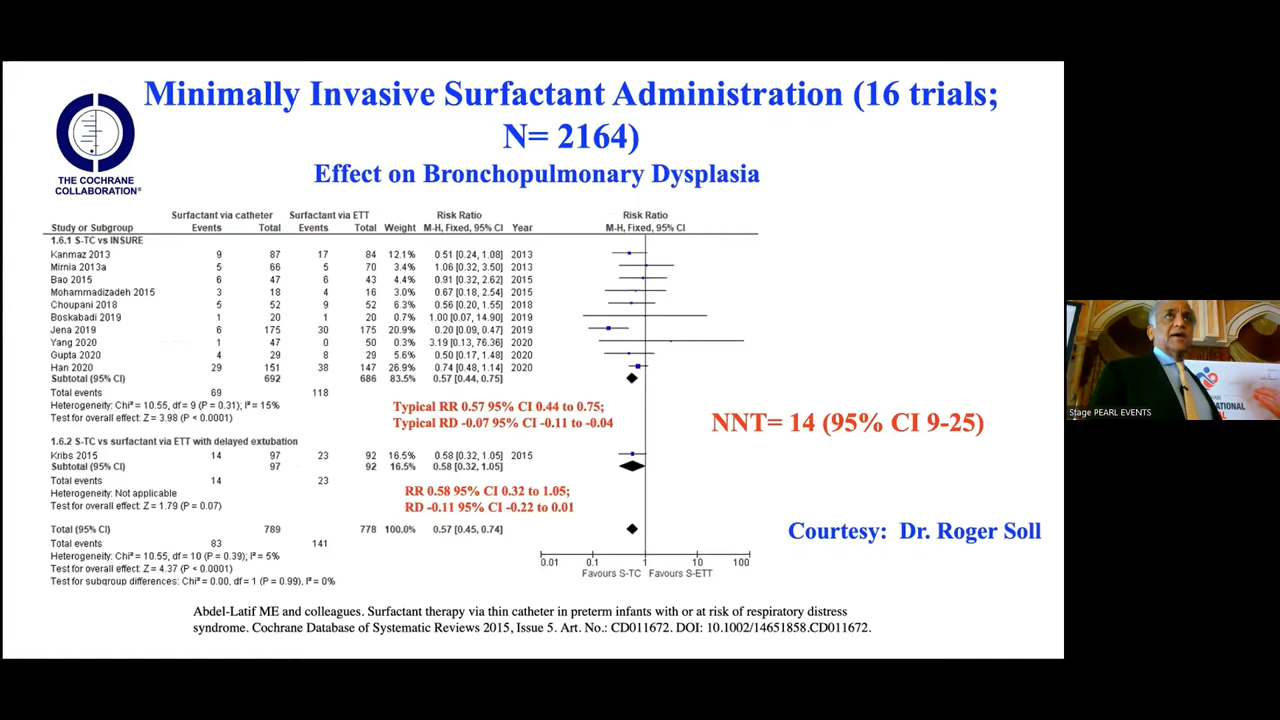 Minimally Invasive Surfactant Administration (16 trials;
N= 2164)
Effect on Bronchopulmonary Dysplasia
THE COCHRANE
COLLABORATION®
Surfactant via catheter Surfactant via ETT Risk Ratio Risk Ratio
Study or Subgroup Events Total Events Total Weight M-H, Fixed, 95% CI Year M-H, Fixed, 95% CI
1.6.1 S-TC vs INSURE
Kanmaz 2013 9 87 17 84 12.1% 0.51 [0.24, 1.08] 2013
Mirnia 2013a 5 66 5 70 3.4% 1.06 [0.32, 3.50] 2013
Bao 2015 6 47 6 43 4.4% 0.91 [0.32, 2.62] 2015
Mohammadizadeh 2015 3 18 4 16 3.0% 0.67 [0.18, 2.54] 2015
Choupani 2018 5 52 9 52 6.3% 0.56 [0.20, 1.55] 2018
Boskabadi 2019 1 20 1 20 0.7% 1.00 [0.07, 14.90] 2019
Jena 2019 6 175 30 175 20.9% 0.20 [0.09, 0.47] 2019
Yang 2020 1 47 0 50 0.3% 3.19 [0.13, 76.36] 2020
Gupta 2020 4 29 8 29 5.6% 0.50 [0.17, 1.48] 2020
Han 2020 29 151 38 147 26.9% 0.74 [0.48, 1.14] 2020
Subtotal (95% CI) 692 686 83.5% 0.57 [0.44, 0.75]
Total events 69 118
Heterogeneity: Chi² = 10.55, df = 9 (P = 0.31); I² = 15%
Test for overall effect: Z = 3.98 (P < 0.0001)
Typical RR 0.57 95% CI 0.44 to 0.75;
Typical RD -0.07 95% CI -0.11 to -0.04
NNT= 14 (95% CI 9-25)
1.6.2 S-TC vs surfactant via ETT with delayed extubation
Kribs 2015 14 97 23 92 16.5% 0.58 [0.32, 1.05] 2015
Subtotal (95% CI) 97 92 16.5% 0.58 [0.32, 1.05]
Total events 14 23
Heterogeneity: Not applicable
Test for overall effect: Z = 1.79 (P = 0.07)
RR 0.58 95% CI 0.32 to 1.05;
RD -0.11 95% CI -0.22 to 0.01
Total (95% CI) 789 778 100.0% 0.57 [0.45, 0.74]
Total events 83 141
Heterogeneity: Chi² = 10.55, df = 10 (P = 0.39); I² = 5%
Test for overall effect: Z = 4.37 (P < 0.0001)
Test for subgroup differences: Chi² = 0.00, df = 1 (P = 0.99), I² = 0%
0.01 0.1 1 10 100
Favours S-TC Favours S-ETT
Courtesy: Dr. Roger Soll
Abdel-Latif ME and colleagues. Surfactant therapy via thin catheter in preterm infants with or at risk of respiratory distress
syndrome. Cochrane Database of Systematic Reviews 2015, Issue 5. Art. No.: CD011672. DOI: 10.1002/14651858.CD011672.
Stage PEARL EVENTS